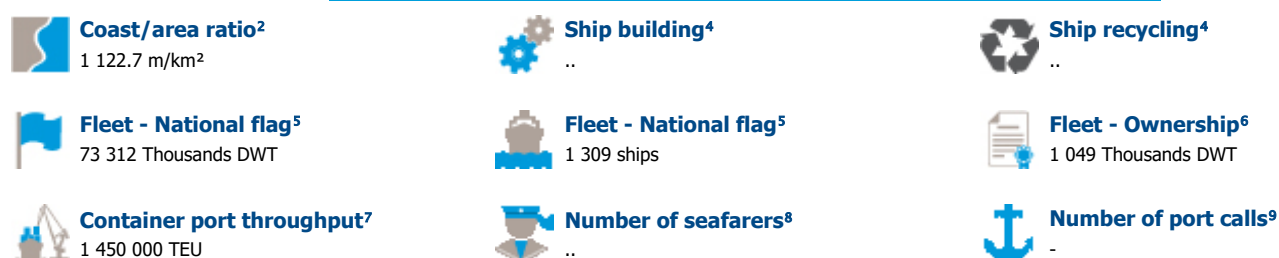 Coast/area ratio²
1 122.7 m/km²
Ship building⁴
..
Ship recycling⁴
..
Fleet - National flag⁵
73 312 Thousands DWT
Fleet - National flag⁵
1 309 ships
Fleet - Ownership⁶
1 049 Thousands DWT
Container port throughput⁷
1 450 000 TEU
Number of seafarers⁸
..
Number of port calls⁹
-